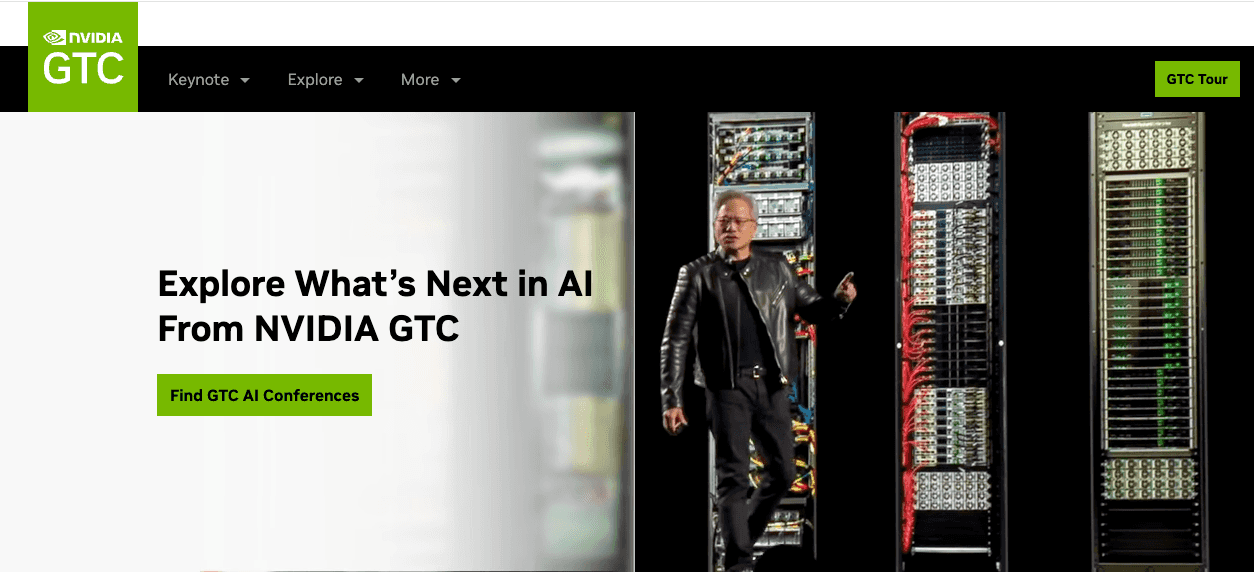 NVIDIA
GTC
Keynote
Explore
More
GTC Tour
Explore What’s Next in AI
From NVIDIA GTC
Find GTC AI Conferences